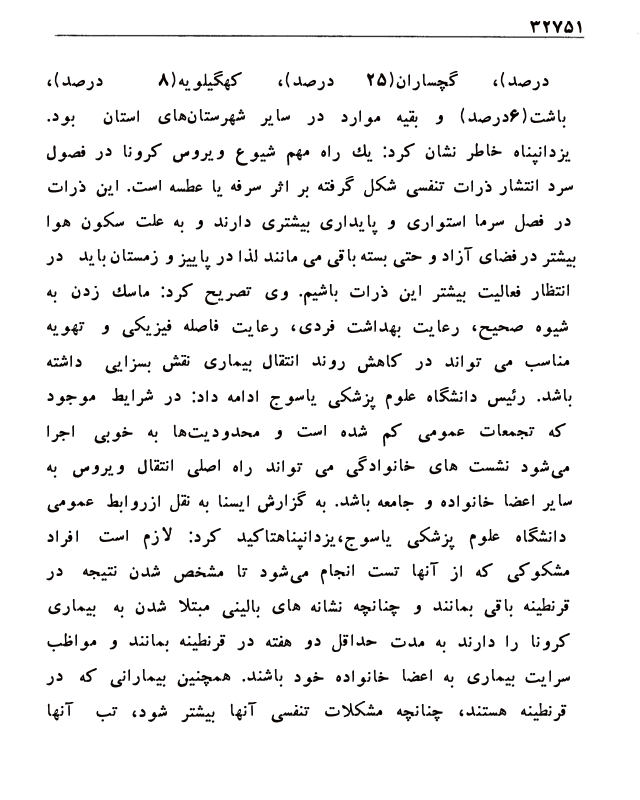 ۳۲۷۵۱
درصد)، گچساران(۲۵ درصد)، کهگیلویه(۸ درصد)،
باشت(۶درصد) و بقیه موارد در سایر شهرستان‌های استان بود.
یزدانپناه خاطر نشان کرد: یك راه مهم شیوع ویروس کرونا در فصول
سرد انتشار ذرات تنفسی شکل گرفته بر اثر سرفه یا عطسه است. این ذرات
در فصل سرما استواری و پایداری بیشتری دارند و به علت سکون هوا
بیشتر در فضای آزاد و حتی بسته باقی می مانند لذا در پاییز و زمستان باید در
انتظار فعالیت بیشتر این ذرات باشیم. وی تصریح کرد: ماسك زدن به
شیوه صحیح، رعایت بهداشت فردی، رعایت فاصله فیزیکی و تهویه
مناسب می تواند در کاهش روند انتقال بیماری نقش بسزایی داشته
باشد. رئیس دانشگاه علوم پزشکی یاسوج ادامه داد: در شرایط موجود
که تجمعات عمومی کم شده است و محدودیت‌ها به خوبی اجرا
می‌شود نشست های خانوادگی می تواند راه اصلی انتقال ویروس به
سایر اعضا خانواده و جامعه باشد. به گزارش ایسنا به نقل ازروابط عمومی
دانشگاه علوم پزشکی یاسوج،یزدانپناهتاکید کرد: لازم است افراد
مشکوکی که از آنها تست انجام می‌شود تا مشخص شدن نتیجه در
قرنطینه باقی بمانند و چنانچه نشانه های بالینی مبتلا شدن به بیماری
کرونا را دارند به مدت حداقل دو هفته در قرنطینه بمانند و مواظب
سرایت بیماری به اعضا خانواده خود باشند. همچنین بیمارانی که در
قرنطینه هستند، چنانچه مشکلات تنفسی آنها بیشتر شود، تب آنها